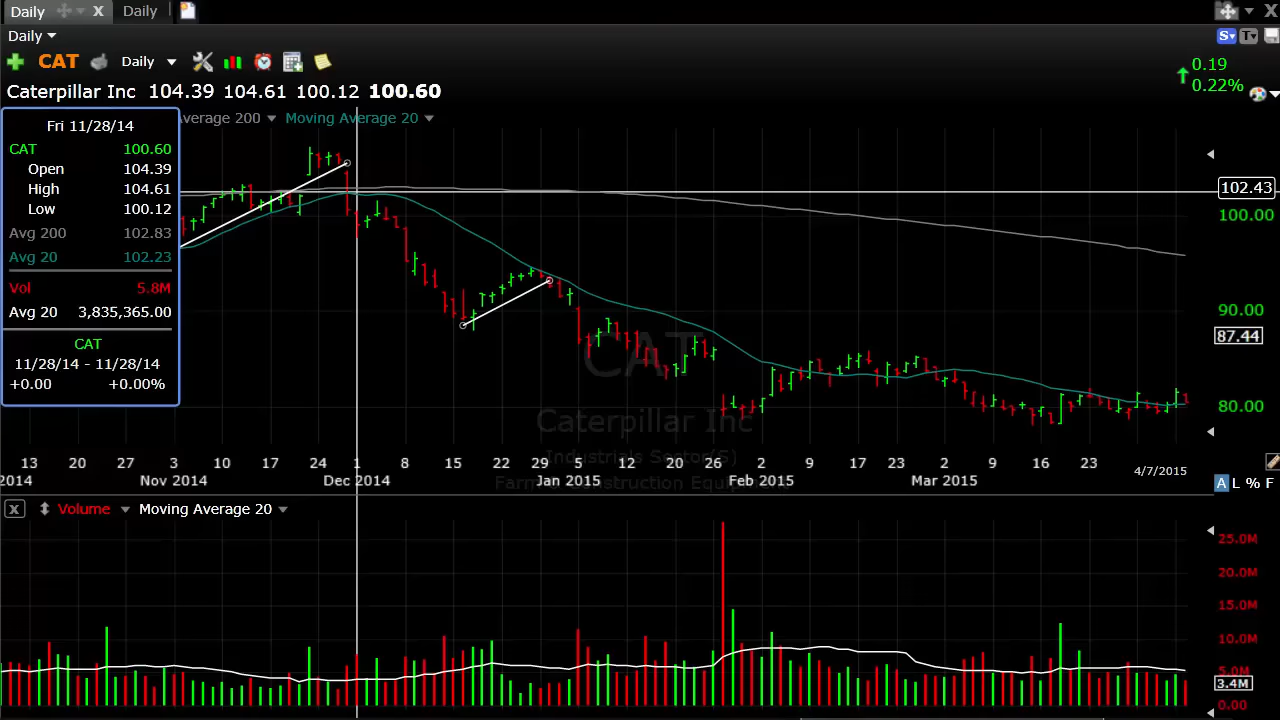 Daily X Daily X
Daily S T
CAT Daily
0.19
0.22%
Caterpillar Inc 104.39 104.61 100.12 100.60
verage 200 Moving Average 20
Fri 11/28/14
CAT 100.60
Open 104.39
High 104.61
Low 100.12
Avg 200 102.83
Avg 20 102.23
Vol 5.8M
Avg 20 3,835,365.00
CAT
11/28/14 - 11/28/14
+0.00 +0.00%
102.43
100.00
90.00
87.44
80.00
CAT
Caterpillar Inc
Industrials Sector(S)
13 20 27 3 10 17 24 1 8 15 22 29 5 12 20 26 2 9 17 23 2 9 16 23 4/7/2015
2014 Nov 2014 Dec 2014 Jan 2015 Feb 2015 Mar 2015
A L % F
X Volume Moving Average 20
25.0M
20.0M
15.0M
10.0M
5.0M
3.4M
0.00